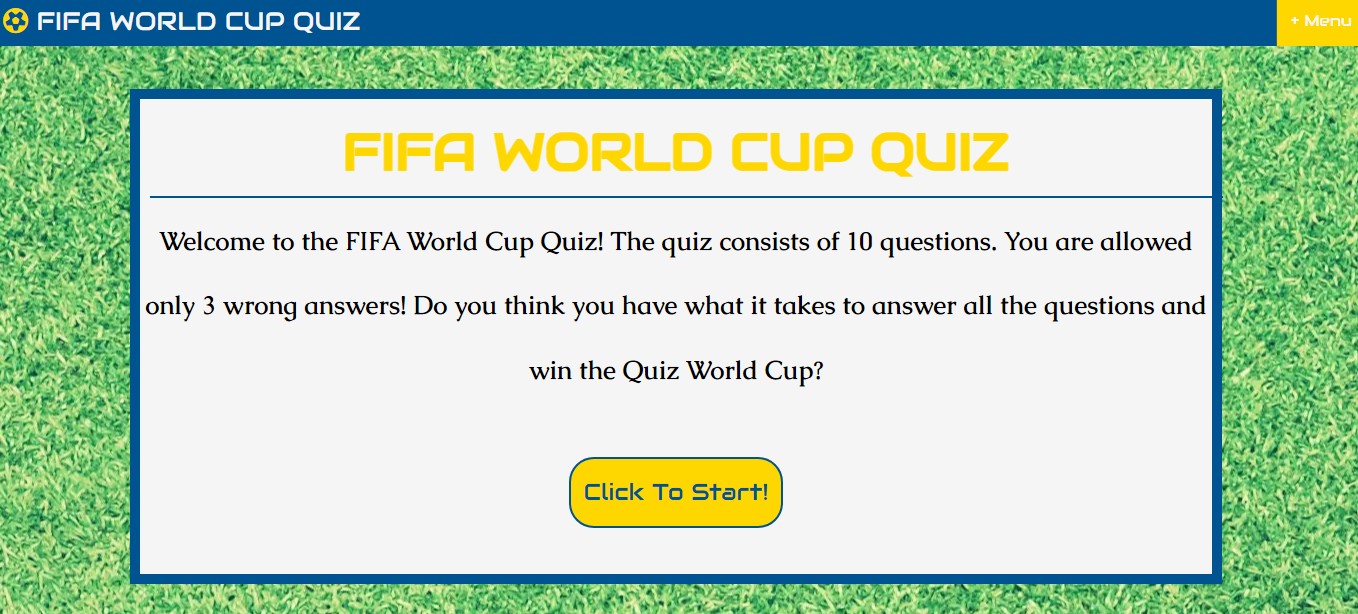 FIFA WORLD CUP QUIZ
+ Menu
FIFA WORLD CUP QUIZ
Welcome to the FIFA World Cup Quiz! The quiz consists of 10 questions. You are allowed
only 3 wrong answers! Do you think you have what it takes to answer all the questions and
win the Quiz World Cup?
Click To Start!